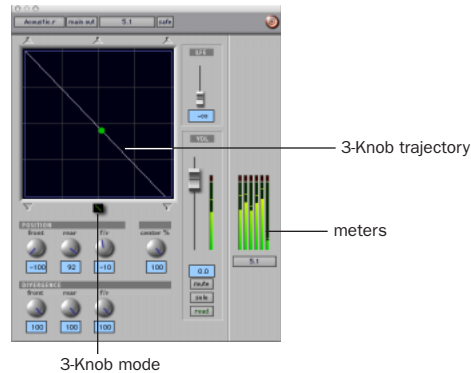 Acoustic.r main out 5.1 safe
LFE
-∞
VOL
3-Knob trajectory
meters
POSITION
front rear f/r center %
-100 92 -10 100
0.0
5.1
mute
DIVERGENCE
solo
front rear f/r
read
100 100 100
3-Knob mode